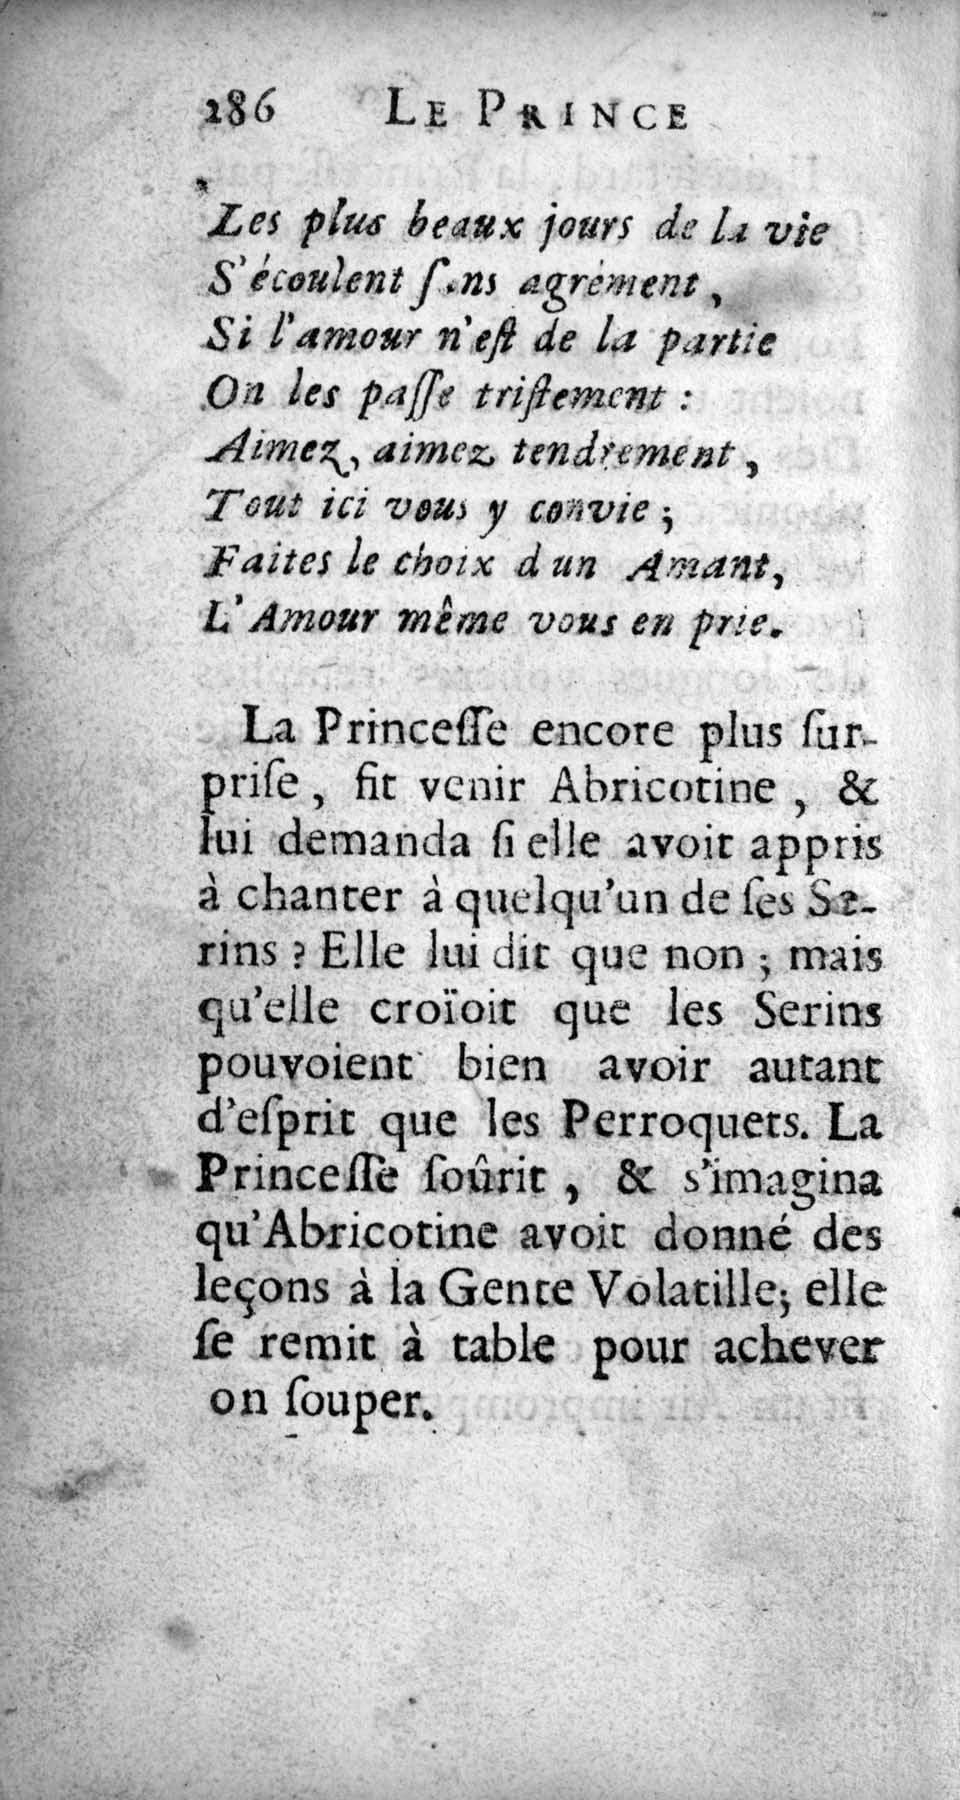 286 LE PRINCE
Les plus beaux jours de la vie
S'écoulent ſ.ns agrément,
Si l'amour n'eſt de la partie
On les paſſe triſtement :
Aimez, aimez tendrement,
Tout ici vous y convie ;
Faites le choix d un Amant,
L'Amour même vous en prie.
La Princeſſe encore plus ſur-
priſe, fit venir Abricotine, &
lui demanda ſi elle avoit appris
à chanter à quelqu'un de ſes Se-
rins ? Elle lui dit que non ; mais
qu'elle croïoit que les Serins
pouvoient bien avoir autant
d'eſprit que les Perroquets. La
Princeſſe ſoûrit, & s'imagina
qu'Abricotine avoit donné des
leçons à la Gente Volatille; elle
ſe remit à table pour achever
on ſouper.